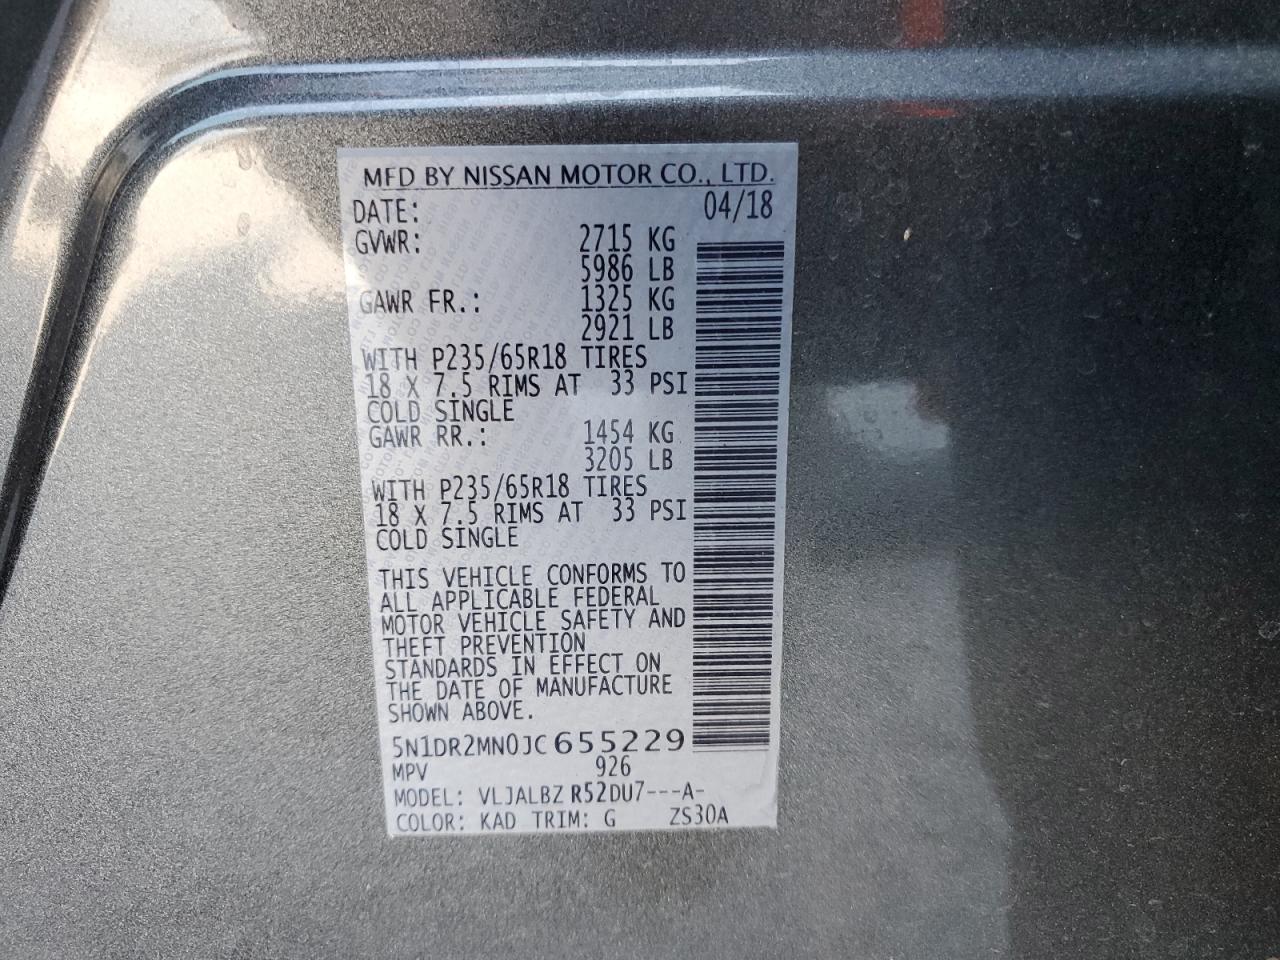 MFD BY NISSAN MOTOR CO., LTD.
DATE: 04/18
GVWR: 2715 KG
5986 LB
GAWR FR.: 1325 KG
2921 LB
WITH P235/65R18 TIRES
18 X 7.5 RIMS AT 33 PSI
COLD SINGLE
GAWR RR.: 1454 KG
3205 LB
WITH P235/65R18 TIRES
18 X 7.5 RIMS AT 33 PSI
COLD SINGLE
THIS VEHICLE CONFORMS TO
ALL APPLICABLE FEDERAL
MOTOR VEHICLE SAFETY AND
THEFT PREVENTION
STANDARDS IN EFFECT ON
THE DATE OF MANUFACTURE
SHOWN ABOVE.
5N1DR2MN0JC655229
MPV 926
MODEL: VLJALBZ R52DU7---A-
COLOR: KAD TRIM: G ZS30A